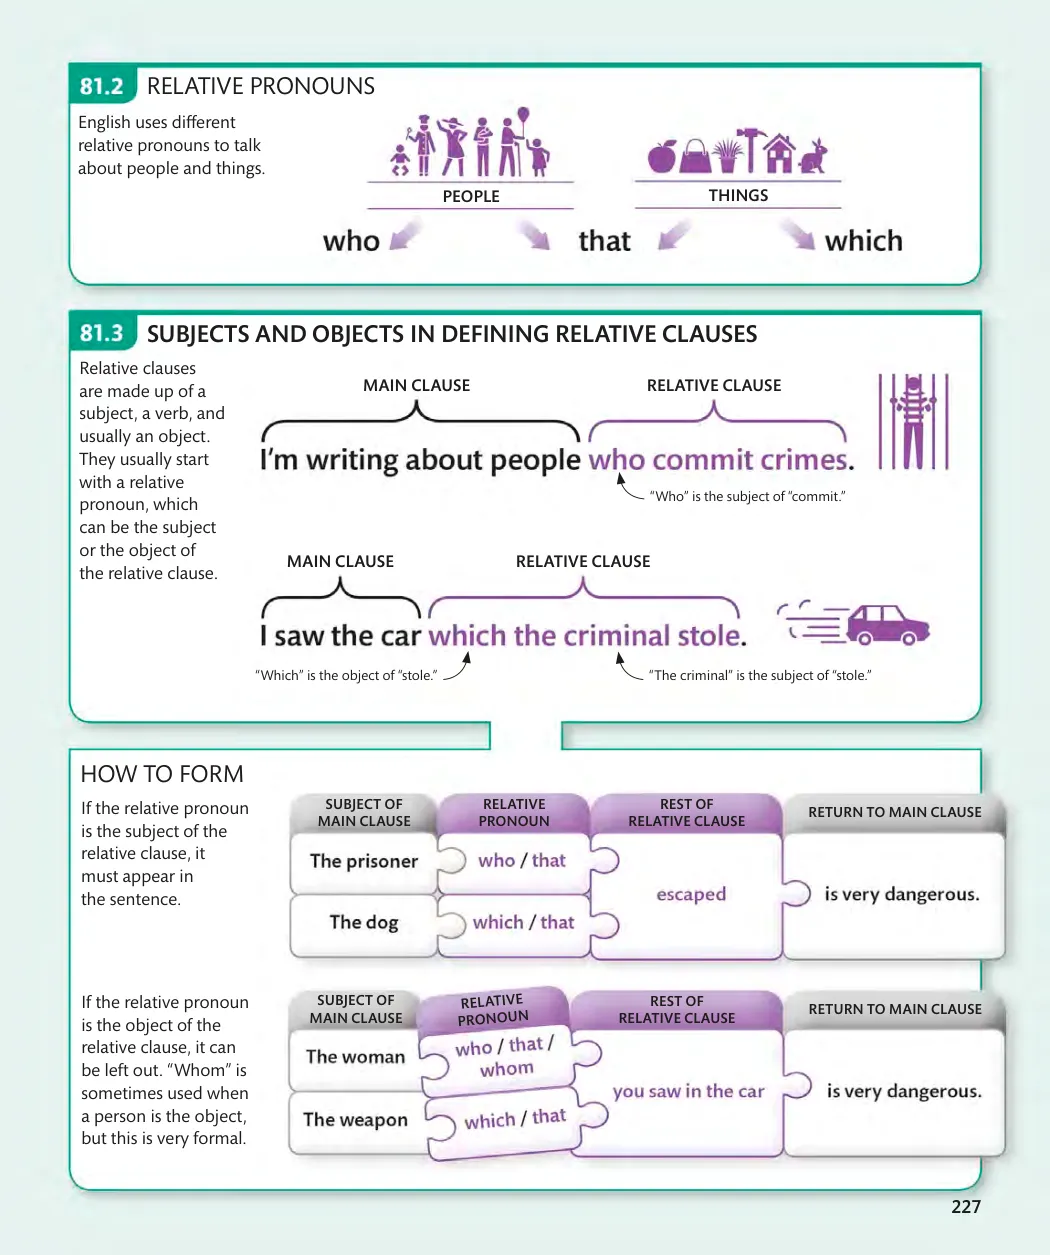 81.2 RELATIVE PRONOUNS
English uses different
relative pronouns to talk
about people and things.
PEOPLE
THINGS
who
that
which
81.3 SUBJECTS AND OBJECTS IN DEFINING RELATIVE CLAUSES
Relative clauses
are made up of a
subject, a verb, and
usually an object.
They usually start
with a relative
pronoun, which
can be the subject
or the object of
the relative clause.
MAIN CLAUSE
RELATIVE CLAUSE
I’m writing about people who commit crimes.
“Who” is the subject of “commit.”
MAIN CLAUSE
RELATIVE CLAUSE
I saw the car which the criminal stole.
“Which” is the object of “stole.”
“The criminal” is the subject of “stole.”
HOW TO FORM
If the relative pronoun
is the subject of the
relative clause, it
must appear in
the sentence.
SUBJECT OF
MAIN CLAUSE
RELATIVE
PRONOUN
REST OF
RELATIVE CLAUSE
RETURN TO MAIN CLAUSE
The prisoner
who / that
The dog
which / that
escaped
is very dangerous.
If the relative pronoun
is the object of the
relative clause, it can
be left out. “Whom” is
sometimes used when
a person is the object,
but this is very formal.
SUBJECT OF
MAIN CLAUSE
RELATIVE
PRONOUN
REST OF
RELATIVE CLAUSE
RETURN TO MAIN CLAUSE
The woman
who / that /
whom
The weapon
which / that
you saw in the car
is very dangerous.
227